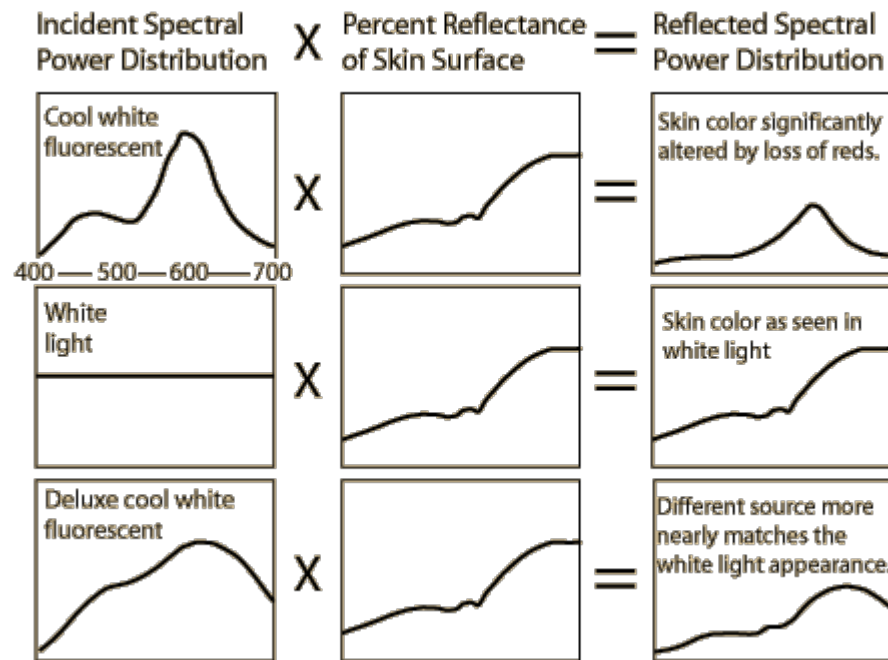 Incident Spectral
Power Distribution
X
Percent Reflectance
of Skin Surface
=
Reflected Spectral
Power Distribution
Cool white
fluorescent
X
=
Skin color significantly
altered by loss of reds.
400 — 500 — 600 — 700
White
light
X
=
Skin color as seen in
white light
Deluxe cool white
fluorescent
X
=
Different source more
nearly matches the
white light appearance.